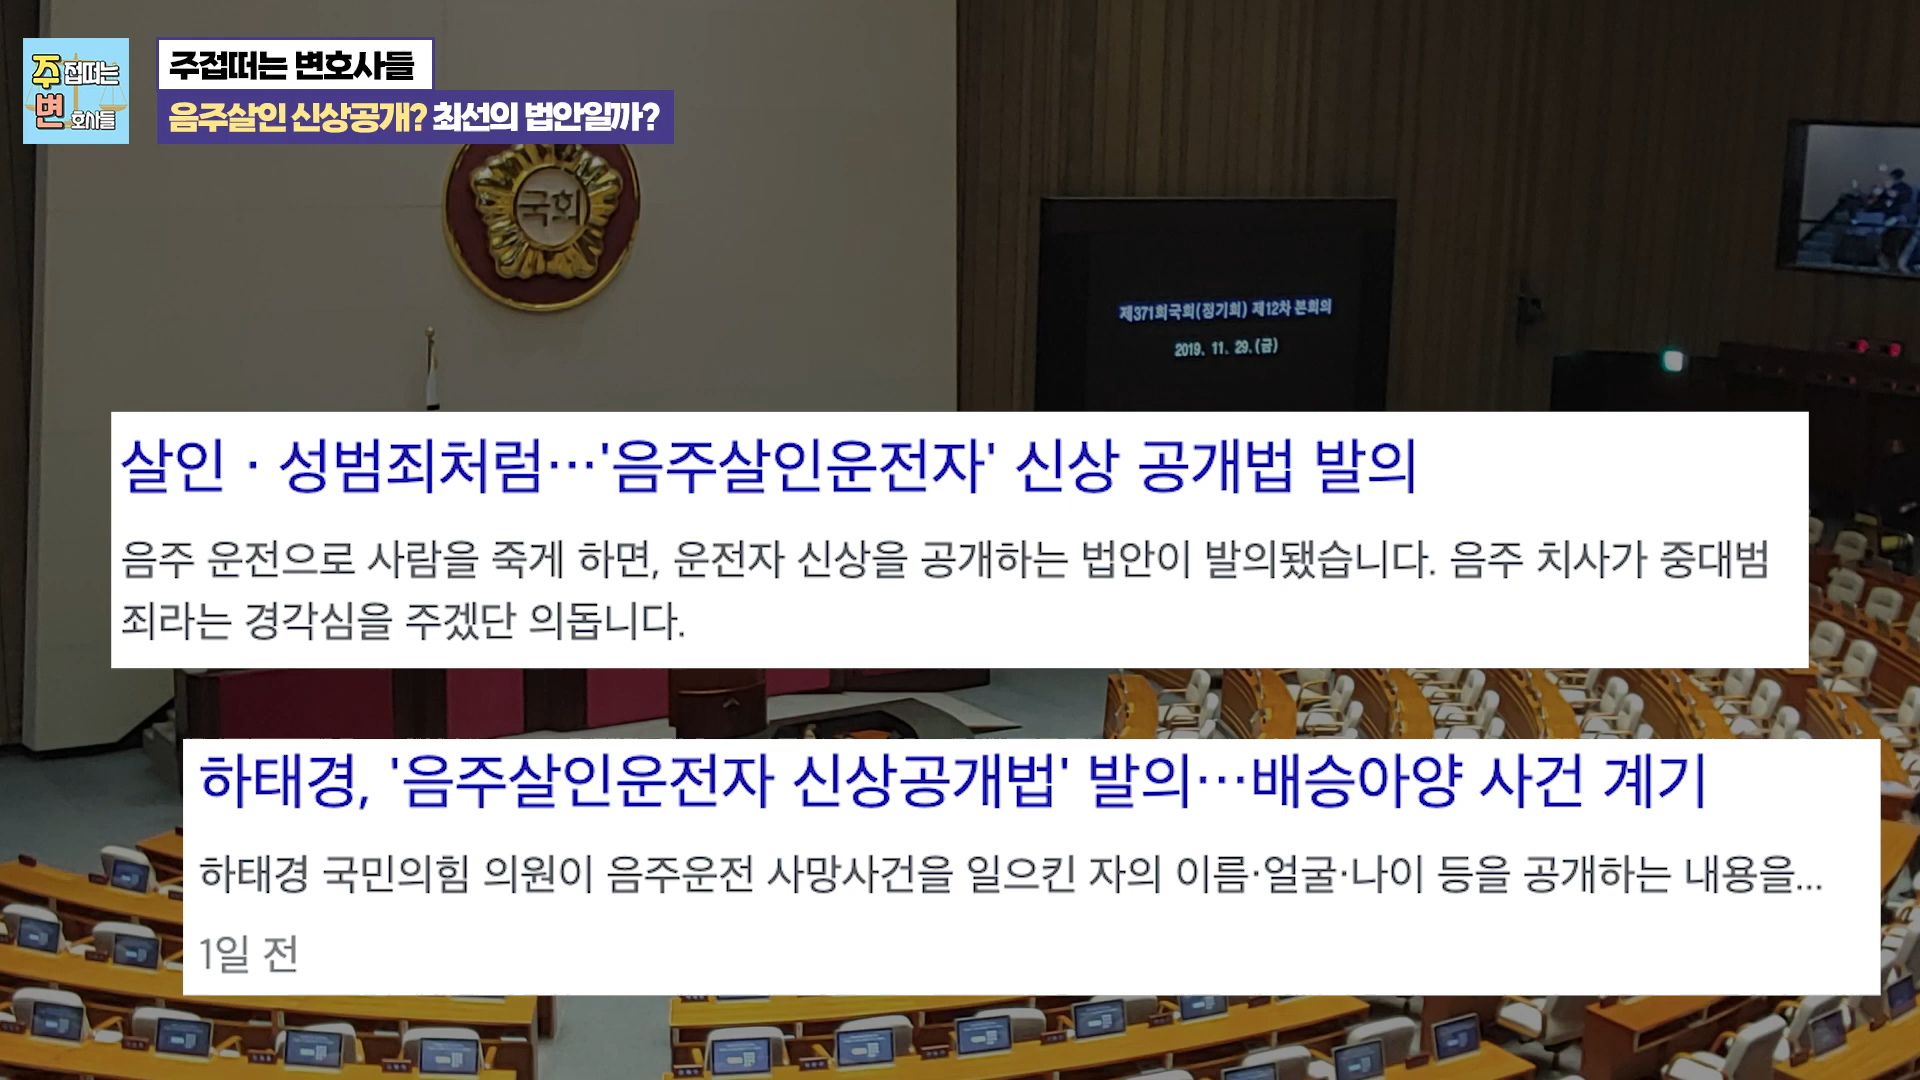 주접떠는
변호사들
주접떠는 변호사들
음주살인 신상공개? 최선의 법안일까?
국회
제371회국회(정기회) 제12차 본회의
2019. 11. 29.(금)
살인 · 성범죄처럼…'음주살인운전자' 신상 공개법 발의
음주 운전으로 사람을 죽게 하면, 운전자 신상을 공개하는 법안이 발의됐습니다. 음주 치사가 중대범
죄라는 경각심을 주겠단 의돕니다.
하태경, '음주살인운전자 신상공개법' 발의…배승아양 사건 계기
하태경 국민의힘 의원이 음주운전 사망사건을 일으킨 자의 이름·얼굴·나이 등을 공개하는 내용을...
1일 전